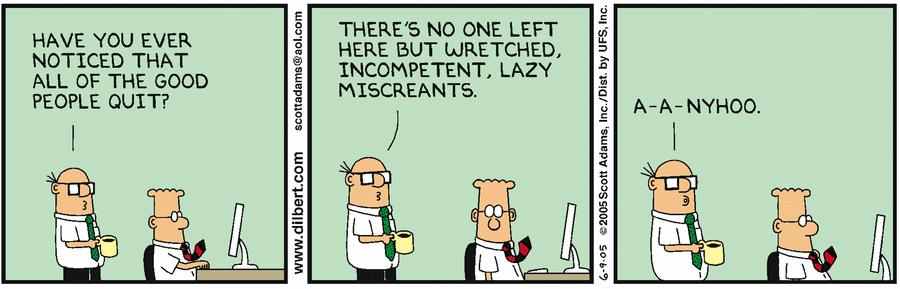 HAVE YOU EVER
NOTICED THAT
ALL OF THE GOOD
PEOPLE QUIT?
www.dilbert.com
scottadams@aol.com
THERE'S NO ONE LEFT
HERE BUT WRETCHED,
INCOMPETENT, LAZY
MISCREANTS.
6-9-05 ©2005 Scott Adams, Inc./Dist. by UFS, Inc.
A-A-NYHOO.